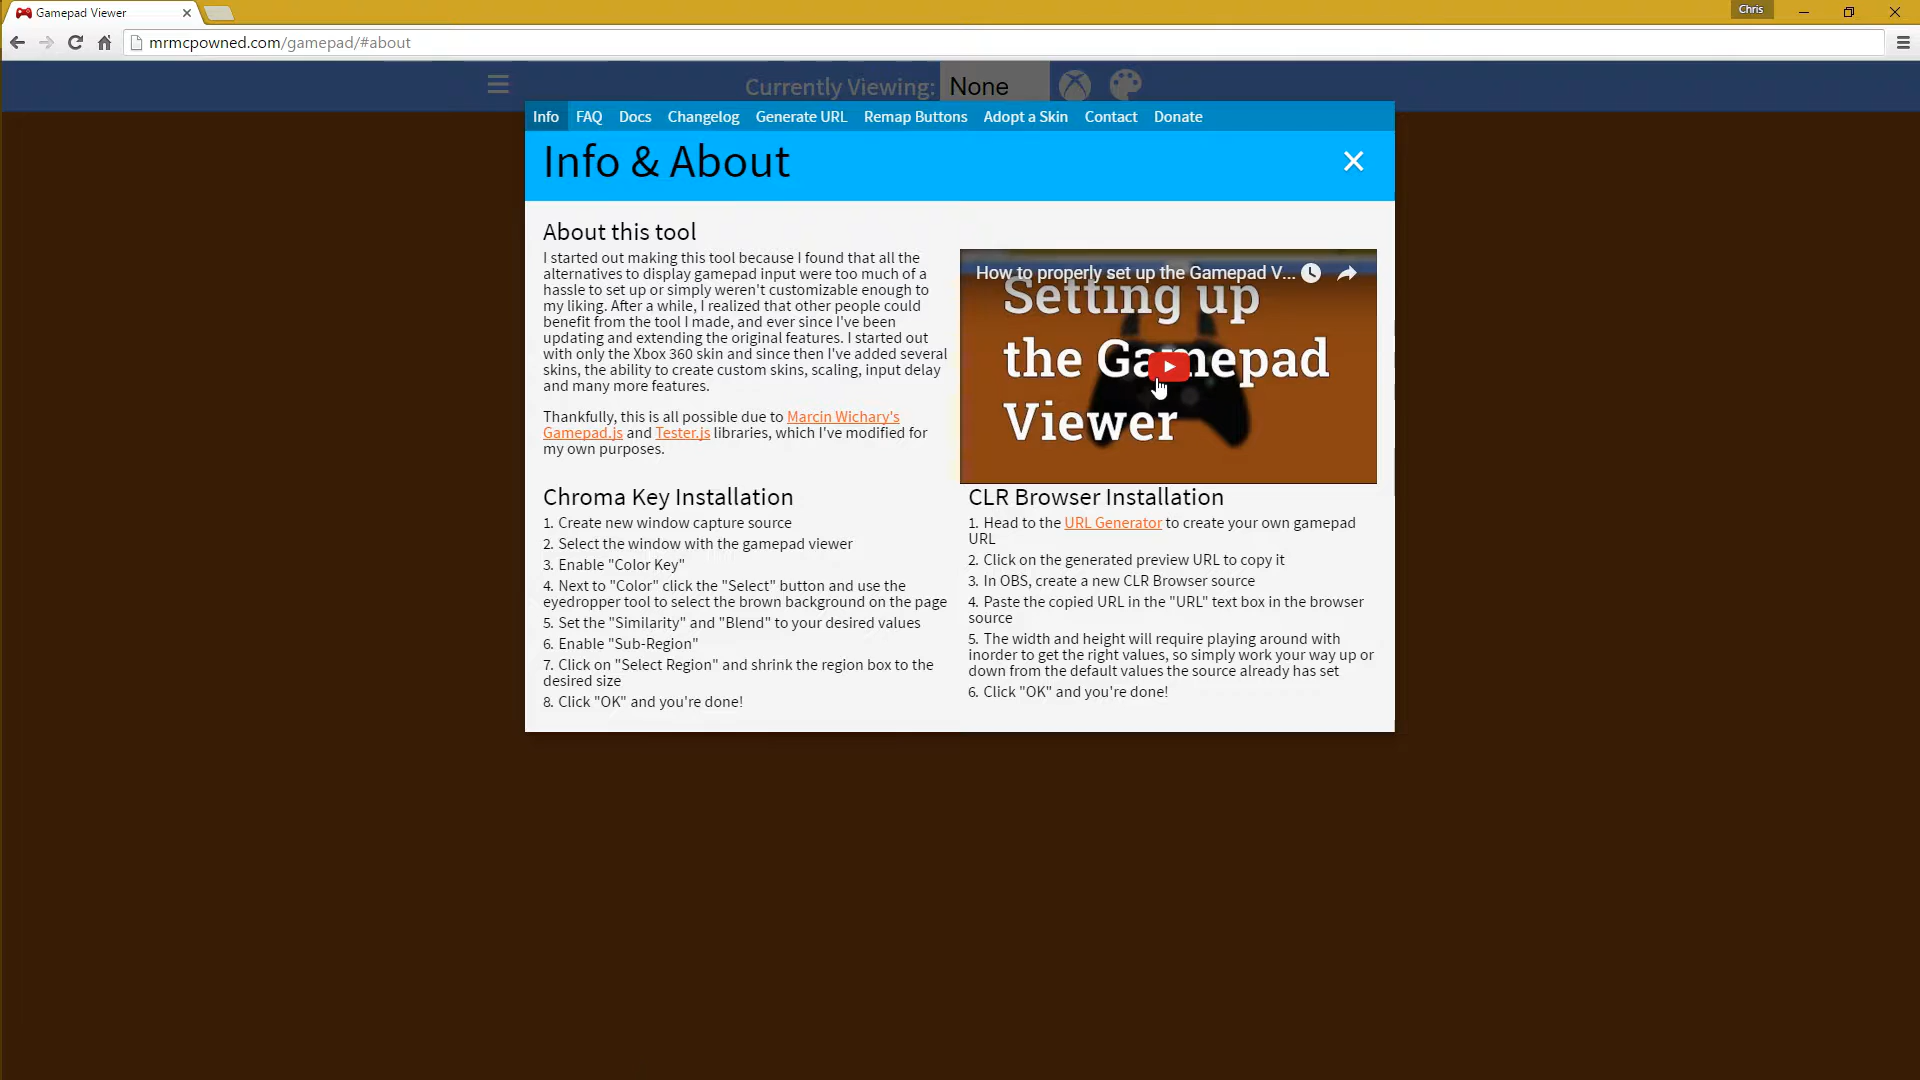 Gamepad Viewer
Chris
mrmcpowned.com/gamepad/#about
Currently Viewing: None
Info FAQ Docs Changelog Generate URL Remap Buttons Adopt a Skin Contact Donate
Info & About
About this tool
I started out making this tool because I found that all the
alternatives to display gamepad input were too much of a
hassle to set up or simply weren't customizable enough to
my liking. After a while, I realized that other people could
benefit from the tool I made, and ever since I've been
updating and extending the original features. I started out
with only the Xbox 360 skin and since then I've added several
skins, the ability to create custom skins, scaling, input delay
and many more features.
Thankfully, this is all possible due to Marcin Wichary's
Gamepad.js and Tester.js libraries, which I've modified for
my own purposes.
How to properly set up the Gamepad V...
Setting up
the Gamepad
Viewer
Chroma Key Installation
1. Create new window capture source
2. Select the window with the gamepad viewer
3. Enable "Color Key"
4. Next to "Color" click the "Select" button and use the
eyedropper tool to select the brown background on the page
5. Set the "Similarity" and "Blend" to your desired values
6. Enable "Sub-Region"
7. Click on "Select Region" and shrink the region box to the
desired size
8. Click "OK" and you're done!
CLR Browser Installation
1. Head to the URL Generator to create your own gamepad
URL
2. Click on the generated preview URL to copy it
3. In OBS, create a new CLR Browser source
4. Paste the copied URL in the "URL" text box in the browser
source
5. The width and height will require playing around with
inorder to get the right values, so simply work your way up or
down from the default values the source already has set
6. Click "OK" and you're done!